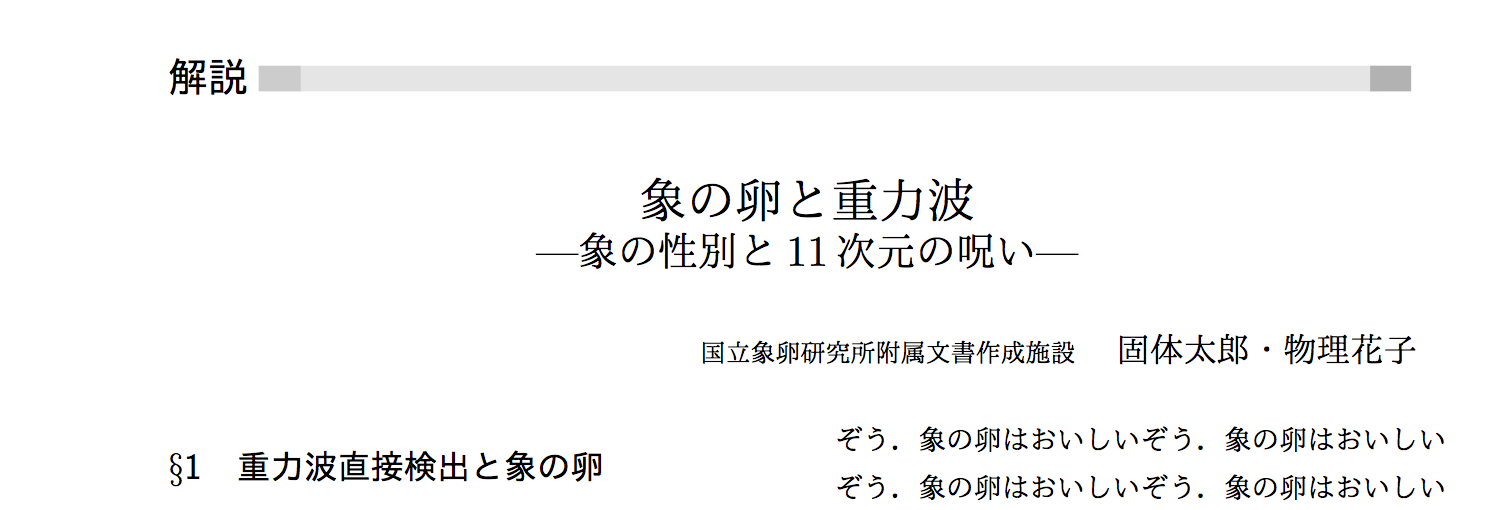 解説
象の卵と重力波
—象の性別と 11 次元の呪い—
国立象卵研究所附属文書作成施設　固体太郎・物理花子
§1　重力波直接検出と象の卵
ぞう．象の卵はおいしいぞう．象の卵はおいしい
ぞう．象の卵はおいしいぞう．象の卵はおいしい